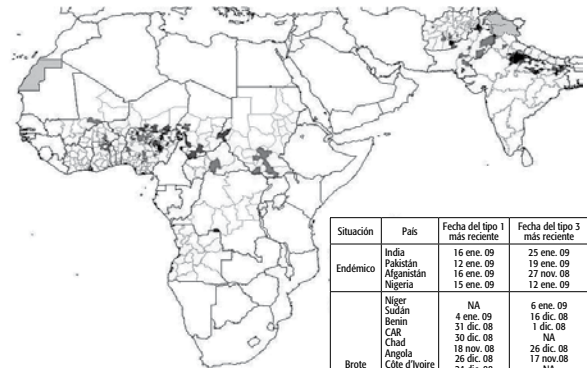 Situación País Fecha del tipo 1 más reciente Fecha del tipo 3 más reciente
Endémico
India 16 ene. 09 25 ene. 09
Pakistán 12 ene. 09 19 ene. 09
Afganistán 16 ene. 09 27 nov. 08
Nigeria 15 ene. 09 12 ene. 09
Brote
Níger NA 6 ene. 09
Sudán 4 ene. 09 16 dic. 08
Benin 31 dic. 08 1 dic. 08
CAR 30 dic. 08 NA
Chad 18 nov. 08 26 dic. 08
Angola 26 dic. 08 17 nov.08
Côte d'Ivoire